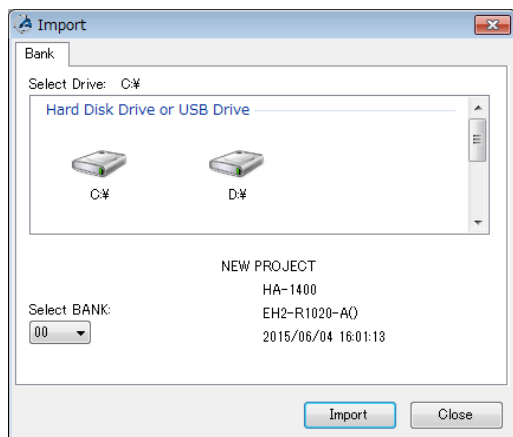 Import
Bank
Select Drive: C:¥
Hard Disk Drive or USB Drive
C:¥ D:¥
NEW PROJECT
HA-1400
Select BANK:
EH2-R1020-A()
00
2015/06/04 16:01:13
Import Close